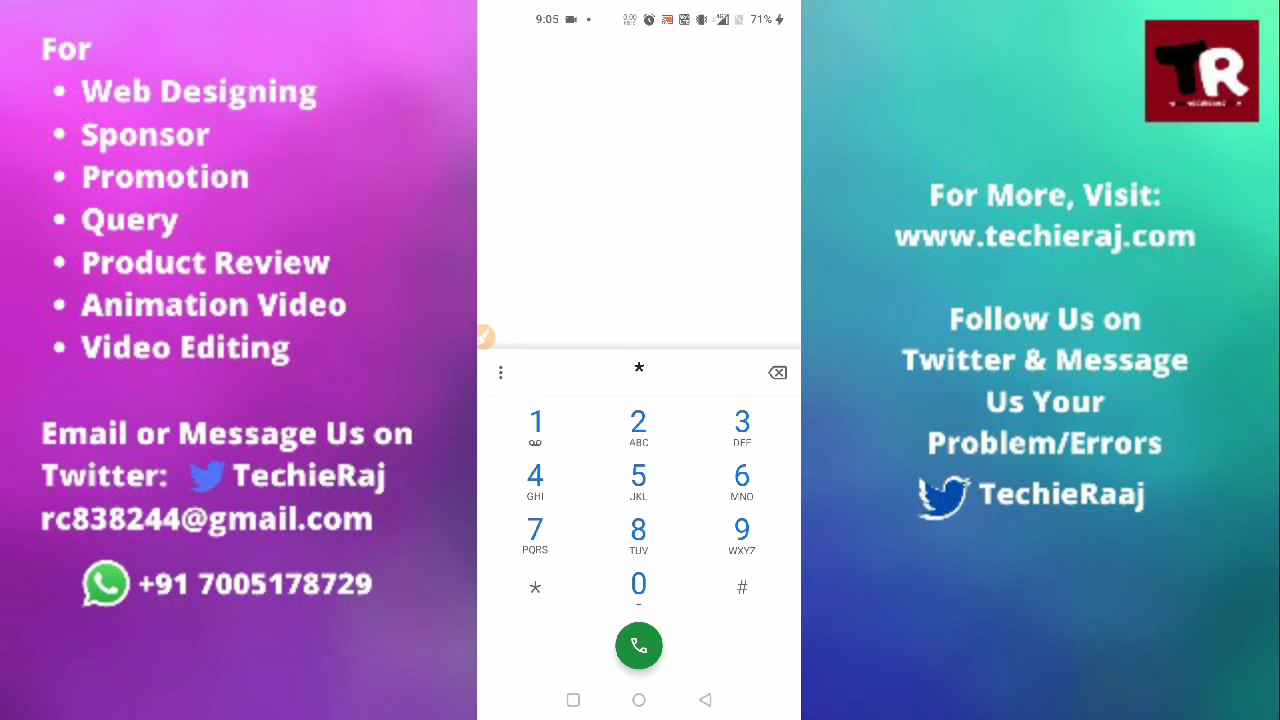 For
• Web Designing
• Sponsor
• Promotion
• Query
• Product Review
• Animation Video
• Video Editing
Email or Message Us on
Twitter: TechieRaj
rc838244@gmail.com
+91 7005178729
9:05
0.00
71%
*
1
2
ABC
3
DEF
4
GHI
5
JKL
6
MNO
7
PQRS
8
TUV
9
WXYZ
*
0
+
#
TR
For More, Visit:
www.techieraj.com
Follow Us on
Twitter & Message
Us Your
Problem/Errors
TechieRaaj